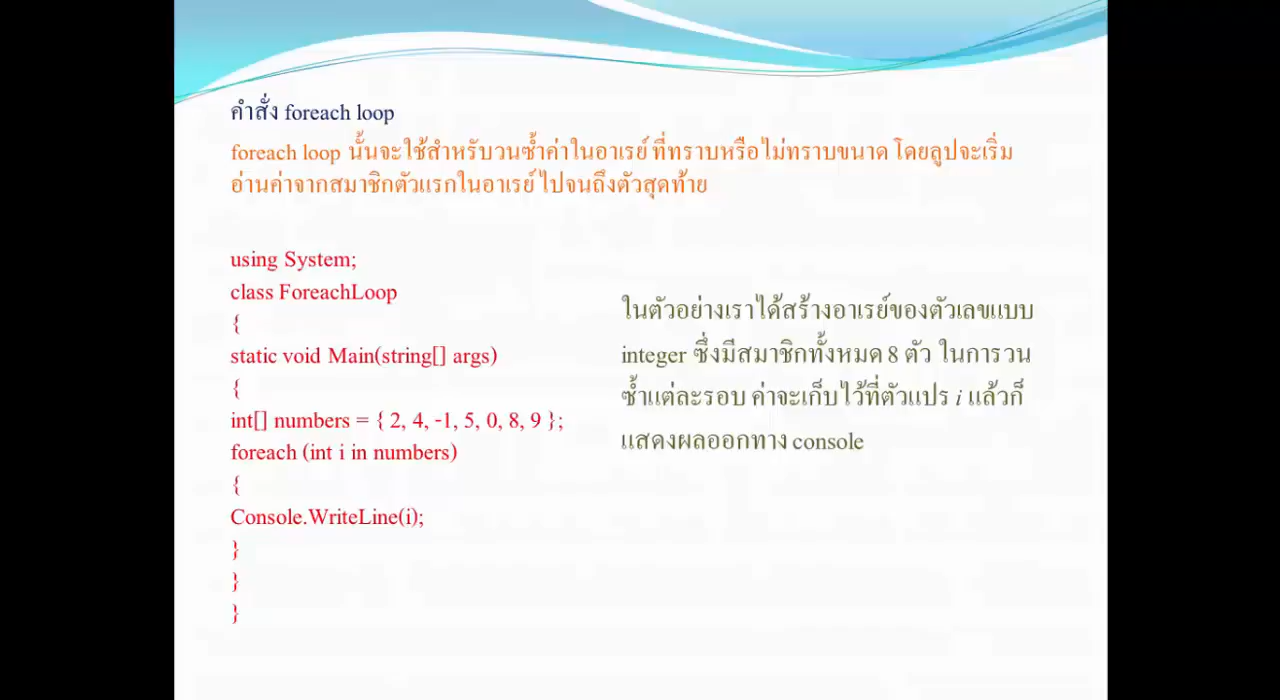 คำสั่ง foreach loop
foreach loop นั้นจะใช้สำหรับวนซ้ำค่าในอาเรย์ ที่ทราบหรือไม่ทราบขนาด โดยลูปจะเริ่ม
อ่านค่าจากสมาชิกตัวแรกในอาเรย์ ไปจนถึงตัวสุดท้าย
using System;
class ForeachLoop
{
static void Main(string[] args)
{
int[] numbers = { 2, 4, -1, 5, 0, 8, 9 };
foreach (int i in numbers)
{
Console.WriteLine(i);
}
}
}
ในตัวอย่างเราได้สร้างอาเรย์ของตัวเลขแบบ
integer ซึ่งมีสมาชิกทั้งหมด 8 ตัว ในการวน
ซ้ำแต่ละรอบ ค่าจะเก็บไว้ที่ตัวแปร i แล้วก็
แสดงผลออกทาง console